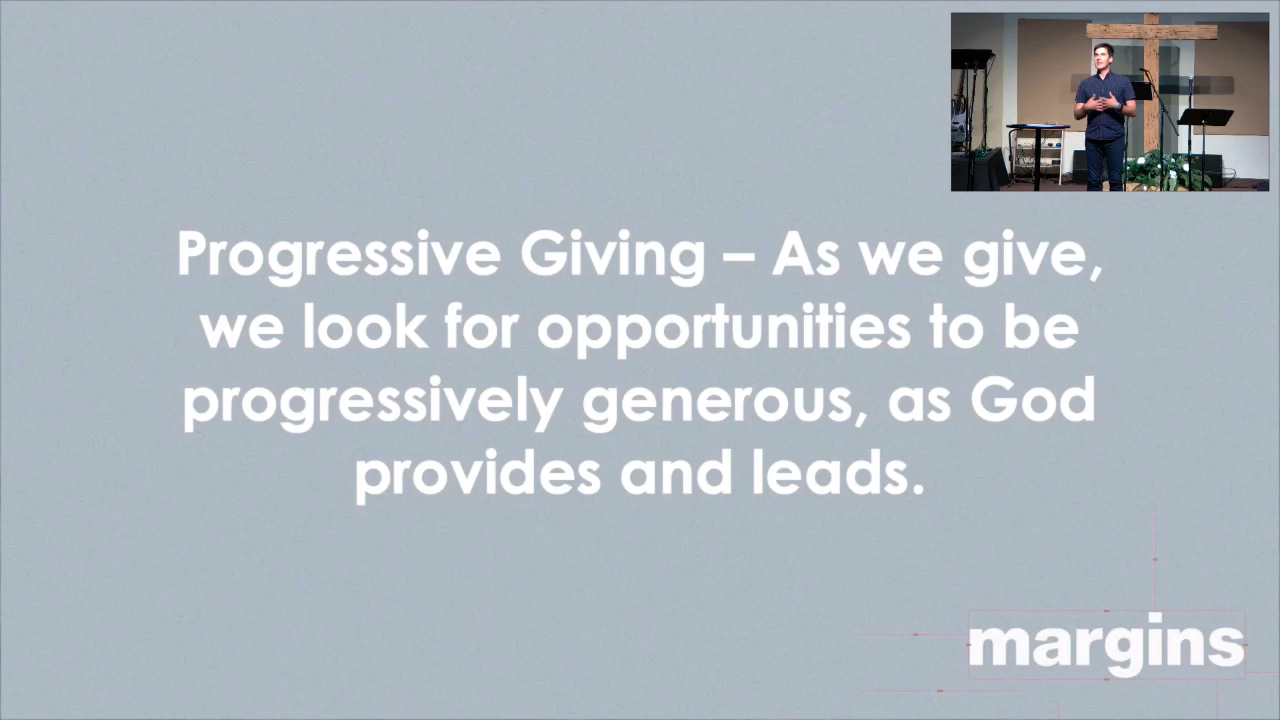 Progressive Giving – As we give,
we look for opportunities to be
progressively generous, as God
provides and leads.
margins